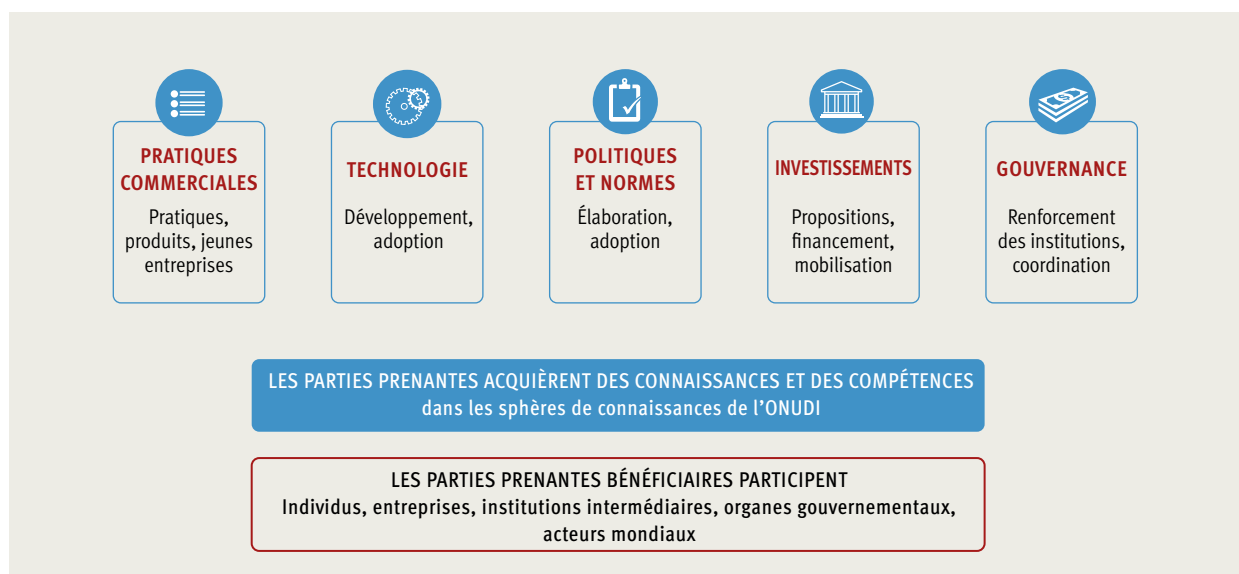 PRATIQUES
COMMERCIALES
Pratiques,
produits, jeunes
entreprises
TECHNOLOGIE
Développement,
adoption
POLITIQUES
ET NORMES
Élaboration,
adoption
INVESTISSEMENTS
Propositions,
financement,
mobilisation
GOUVERNANCE
Renforcement
des institutions,
coordination
LES PARTIES PRENANTES ACQUIÈRENT DES CONNAISSANCES ET DES COMPÉTENCES
dans les sphères de connaissances de l’ONUDI
LES PARTIES PRENANTES BÉNÉFICIAIRES PARTICIPENT
Individus, entreprises, institutions intermédiaires, organes gouvernementaux,
acteurs mondiaux